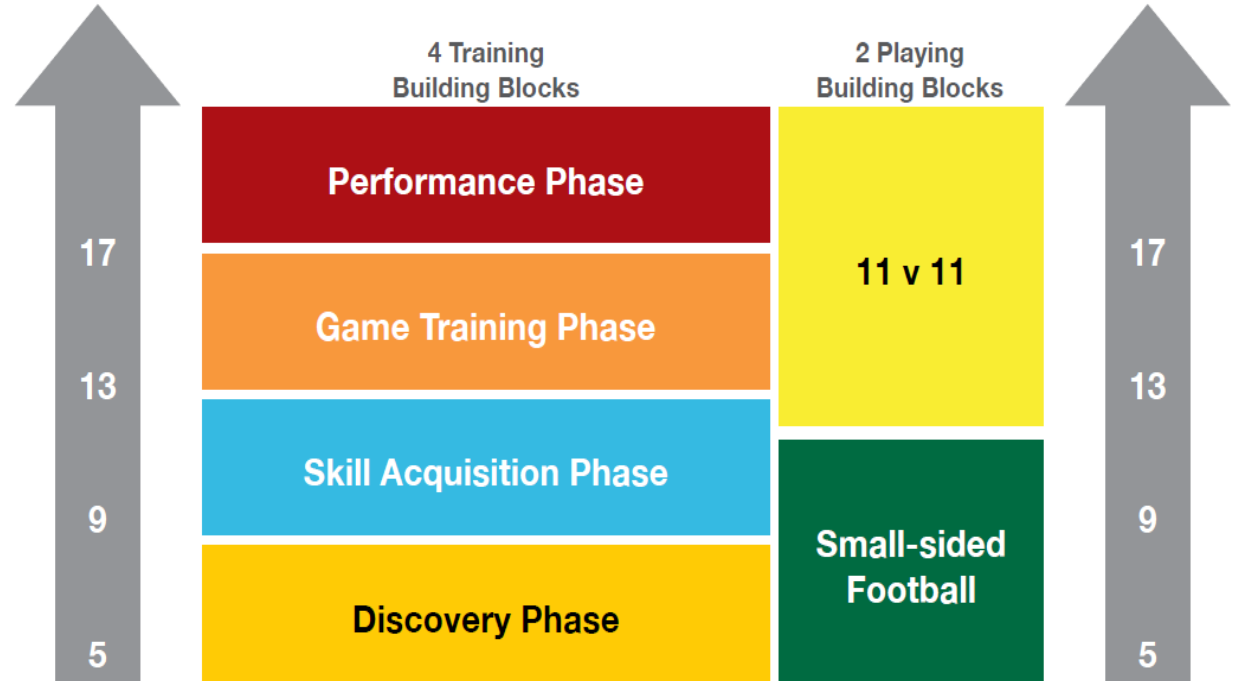 4 Training
Building Blocks
2 Playing
Building Blocks
Performance Phase
11 v 11
Game Training Phase
Skill Acquisition Phase
Small-sided
Football
Discovery Phase
17
13
9
5
17
13
9
5